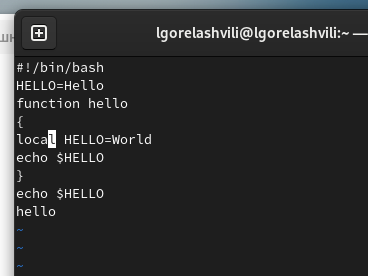 lgorelashvili@lgorelashvili:~ —
#!/bin/bash
HELLO=Hello
function hello
{
local HELLO=World
echo $HELLO
}
echo $HELLO
hello
~
~
~